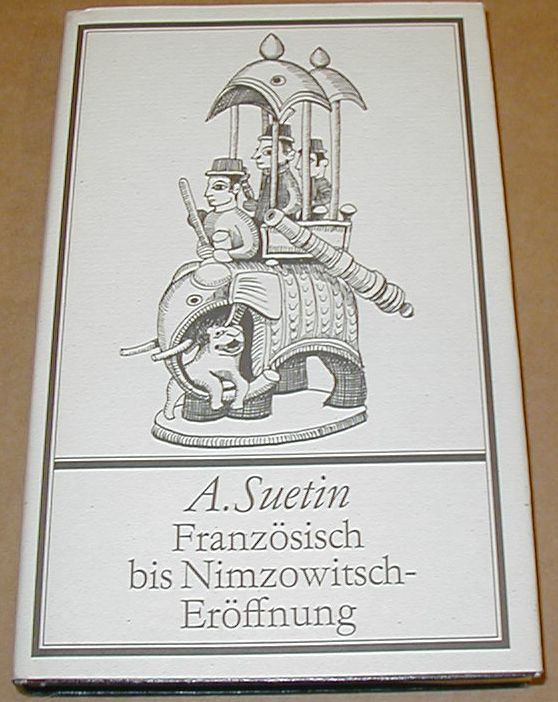 A. Suetin
Französisch
bis Nimzowitsch-
Eröffnung